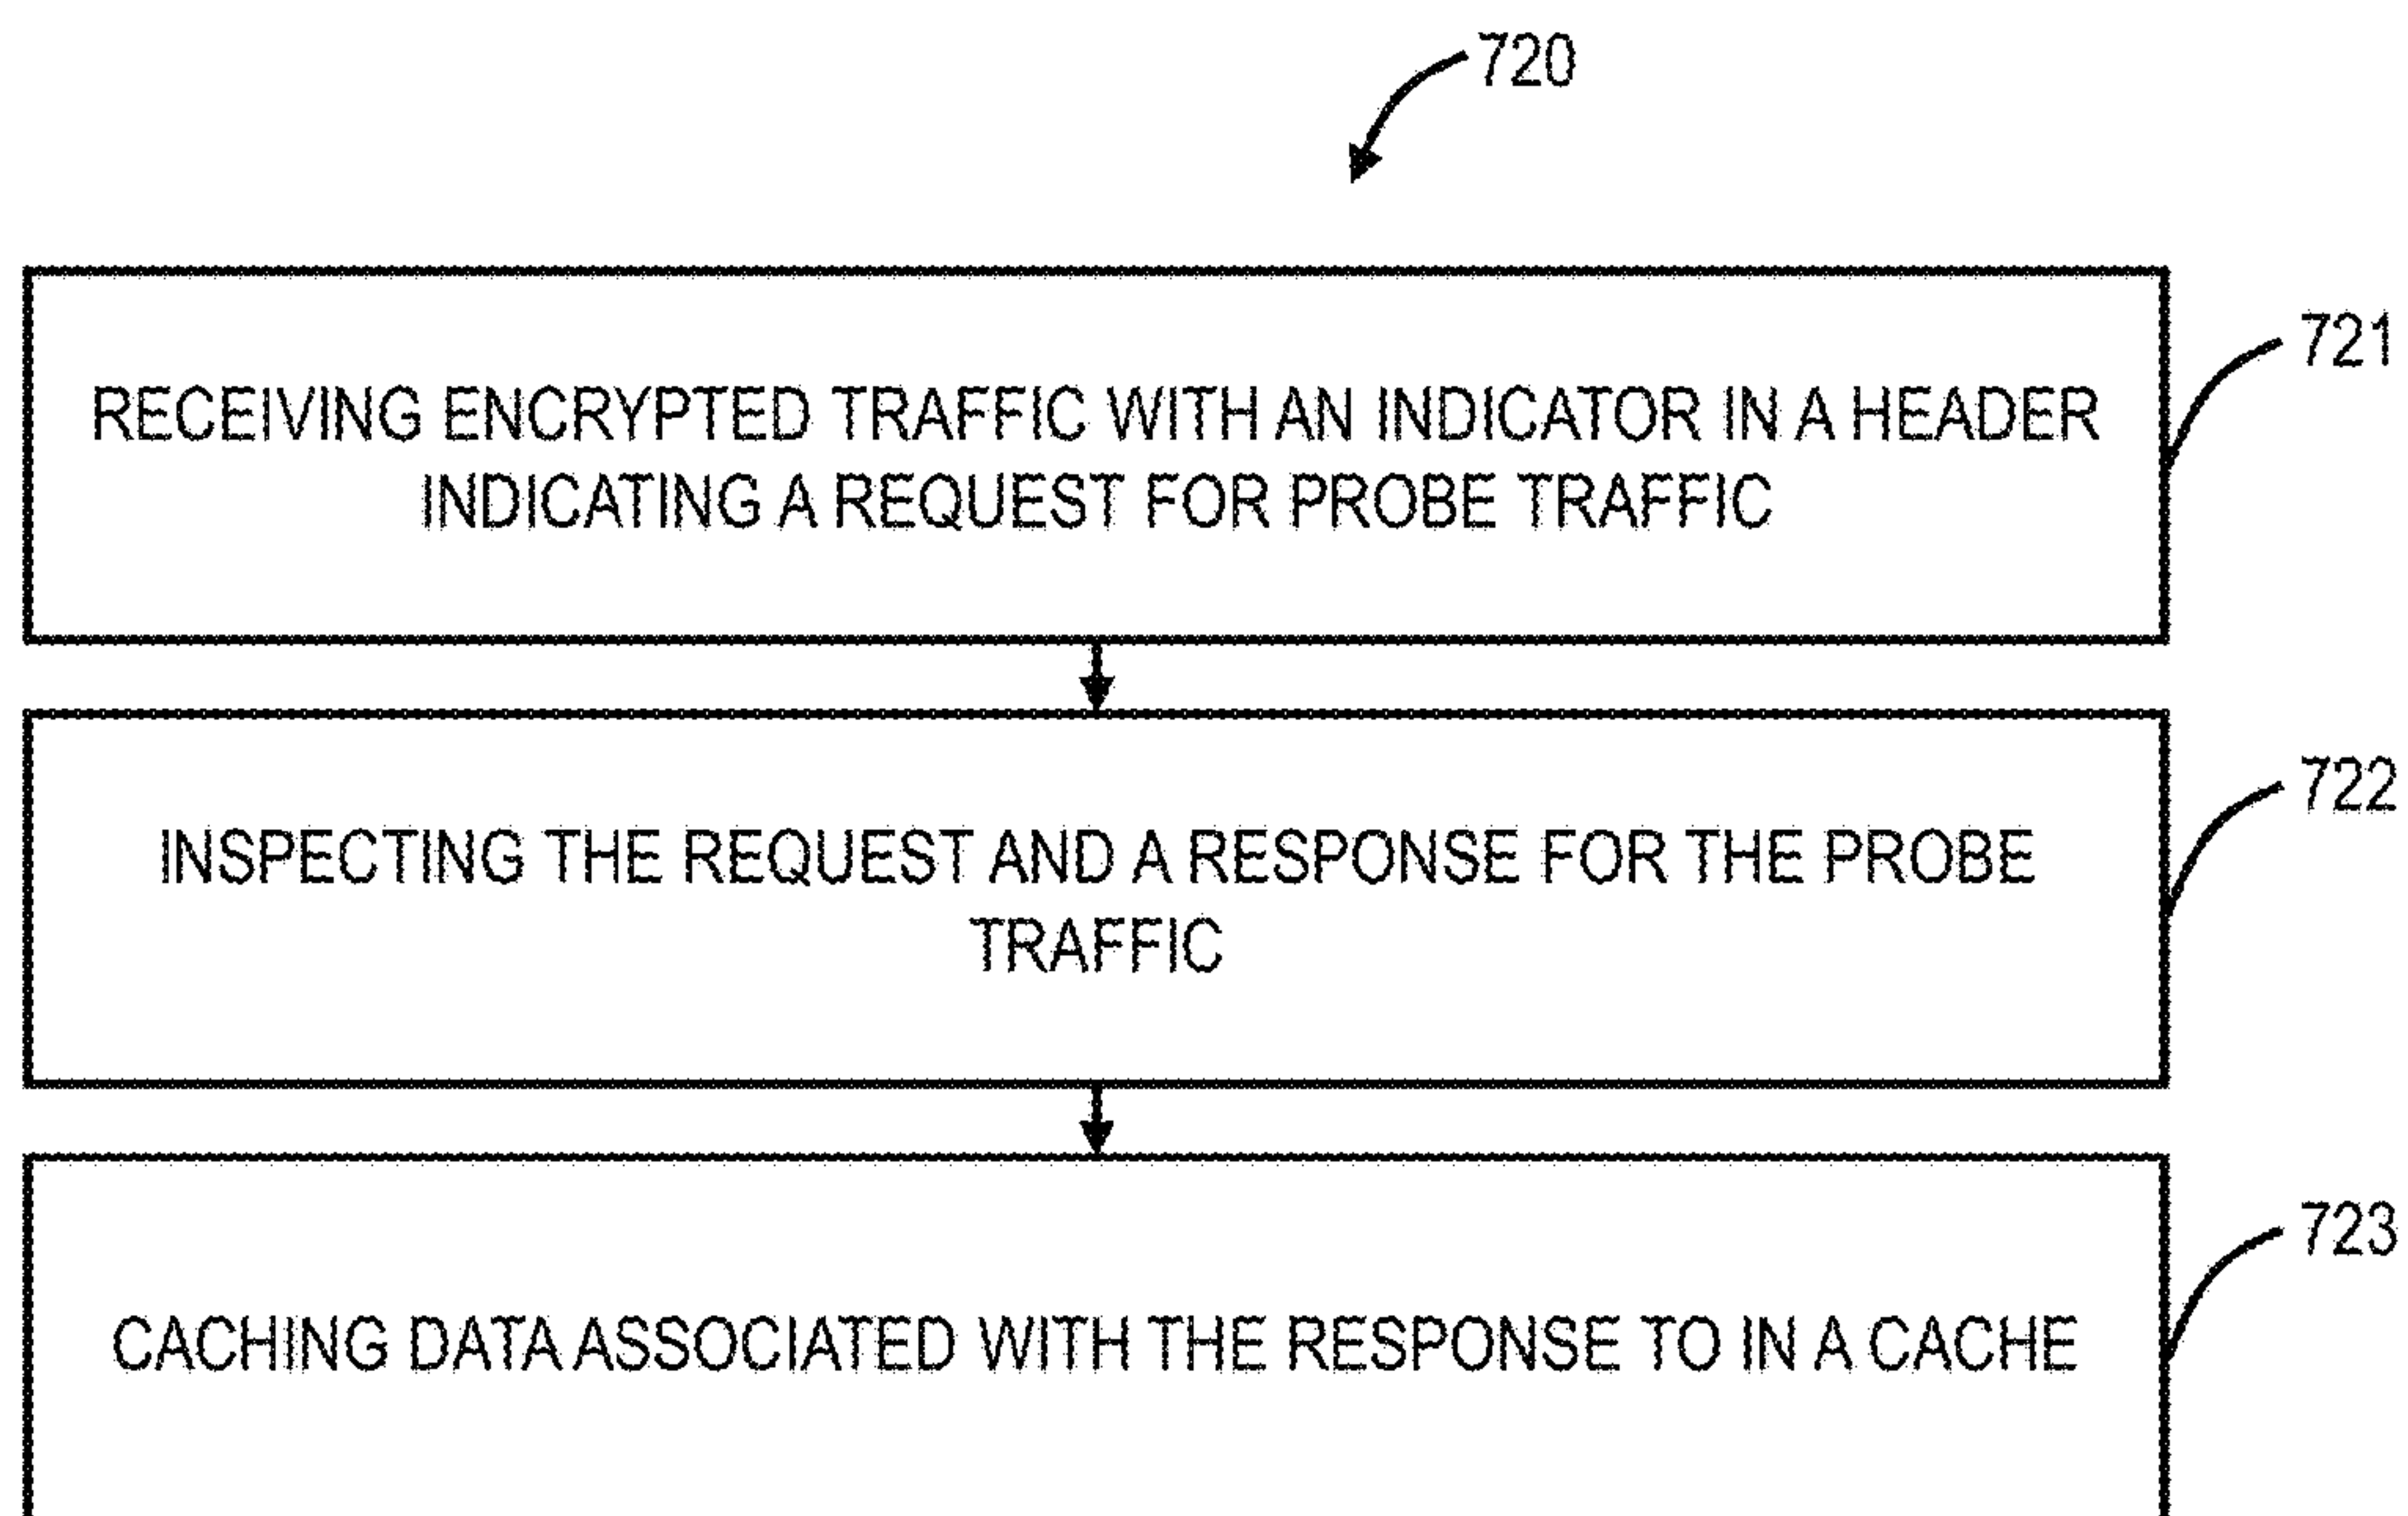 720
721
RECEIVING ENCRYPTED TRAFFIC WITH AN INDICATOR IN A HEADER
INDICATING A REQUEST FOR PROBE TRAFFIC
722
INSPECTING THE REQUEST AND A RESPONSE FOR THE PROBE
TRAFFIC
723
CACHING DATA ASSOCIATED WITH THE RESPONSE TO IN A CACHE